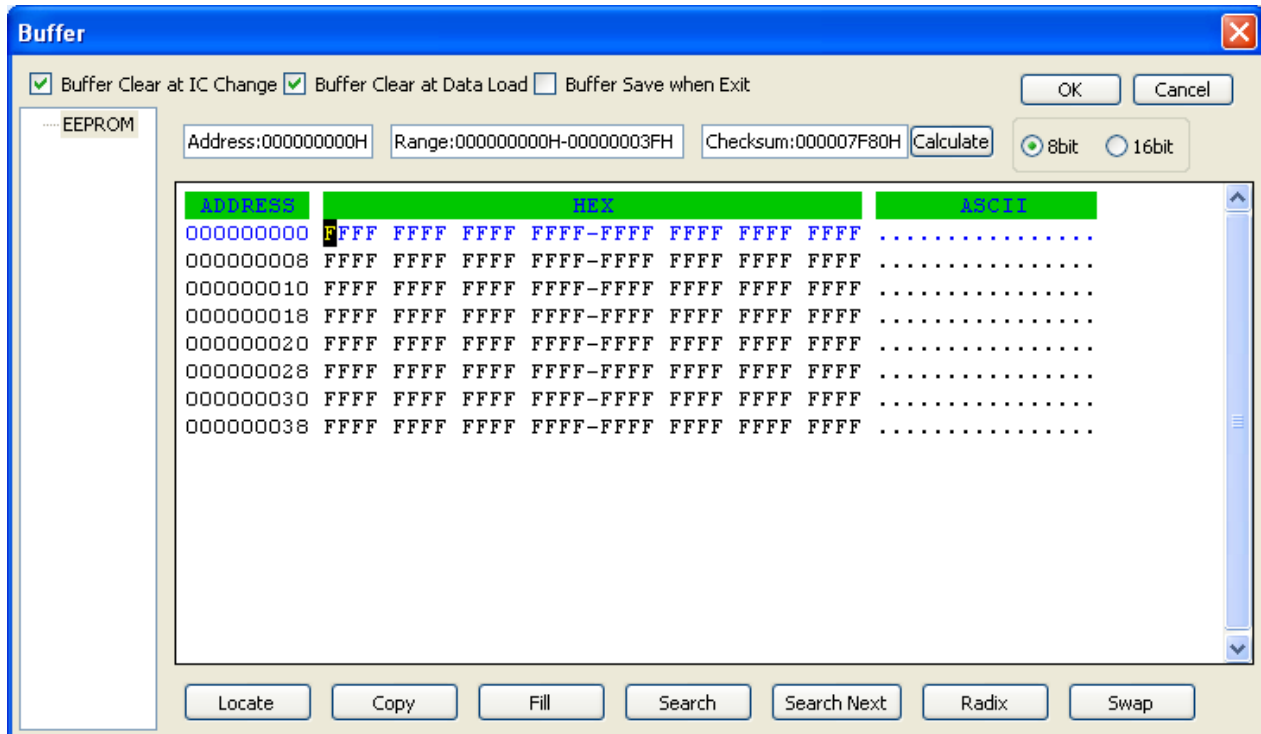 Buffer
Buffer Clear at IC Change Buffer Clear at Data Load Buffer Save when Exit
OK Cancel
EEPROM
Address:000000000H Range:000000000H-00000003FH Checksum:000007F80H Calculate 8bit 16bit
ADDRESS HEX ASCII
000000000 FFFF FFFF FFFF FFFF-FFFF FFFF FFFF FFFF ................
000000008 FFFF FFFF FFFF FFFF-FFFF FFFF FFFF FFFF ................
000000010 FFFF FFFF FFFF FFFF-FFFF FFFF FFFF FFFF ................
000000018 FFFF FFFF FFFF FFFF-FFFF FFFF FFFF FFFF ................
000000020 FFFF FFFF FFFF FFFF-FFFF FFFF FFFF FFFF ................
000000028 FFFF FFFF FFFF FFFF-FFFF FFFF FFFF FFFF ................
000000030 FFFF FFFF FFFF FFFF-FFFF FFFF FFFF FFFF ................
000000038 FFFF FFFF FFFF FFFF-FFFF FFFF FFFF FFFF ................
Locate Copy Fill Search Search Next Radix Swap